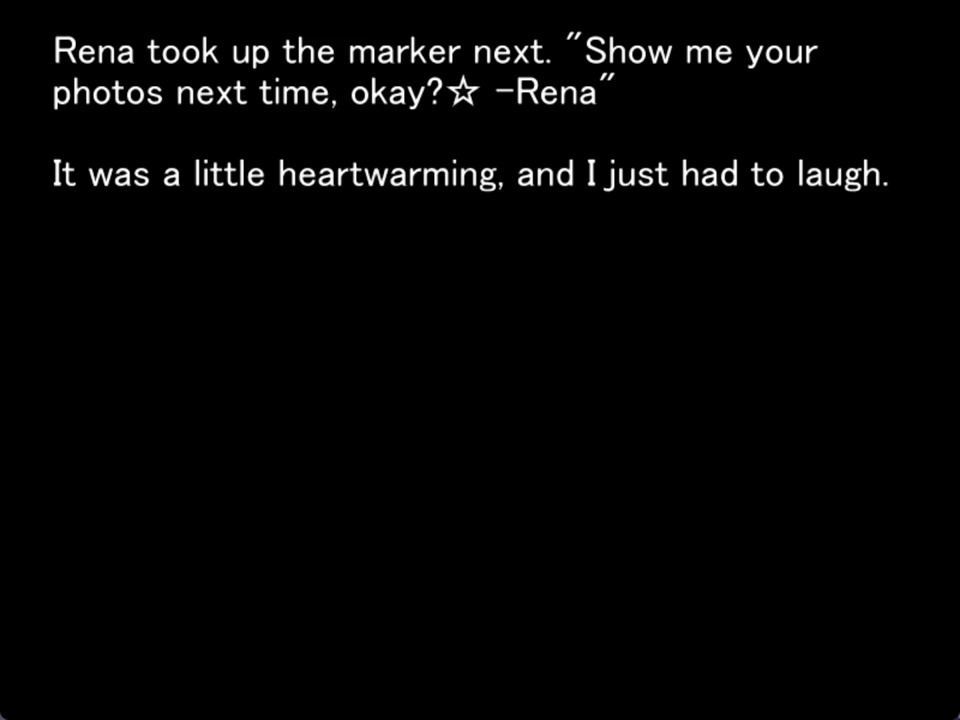 Rena took up the marker next. "Show me your
photos next time, okay?☆ -Rena"
It was a little heartwarming, and I just had to laugh.